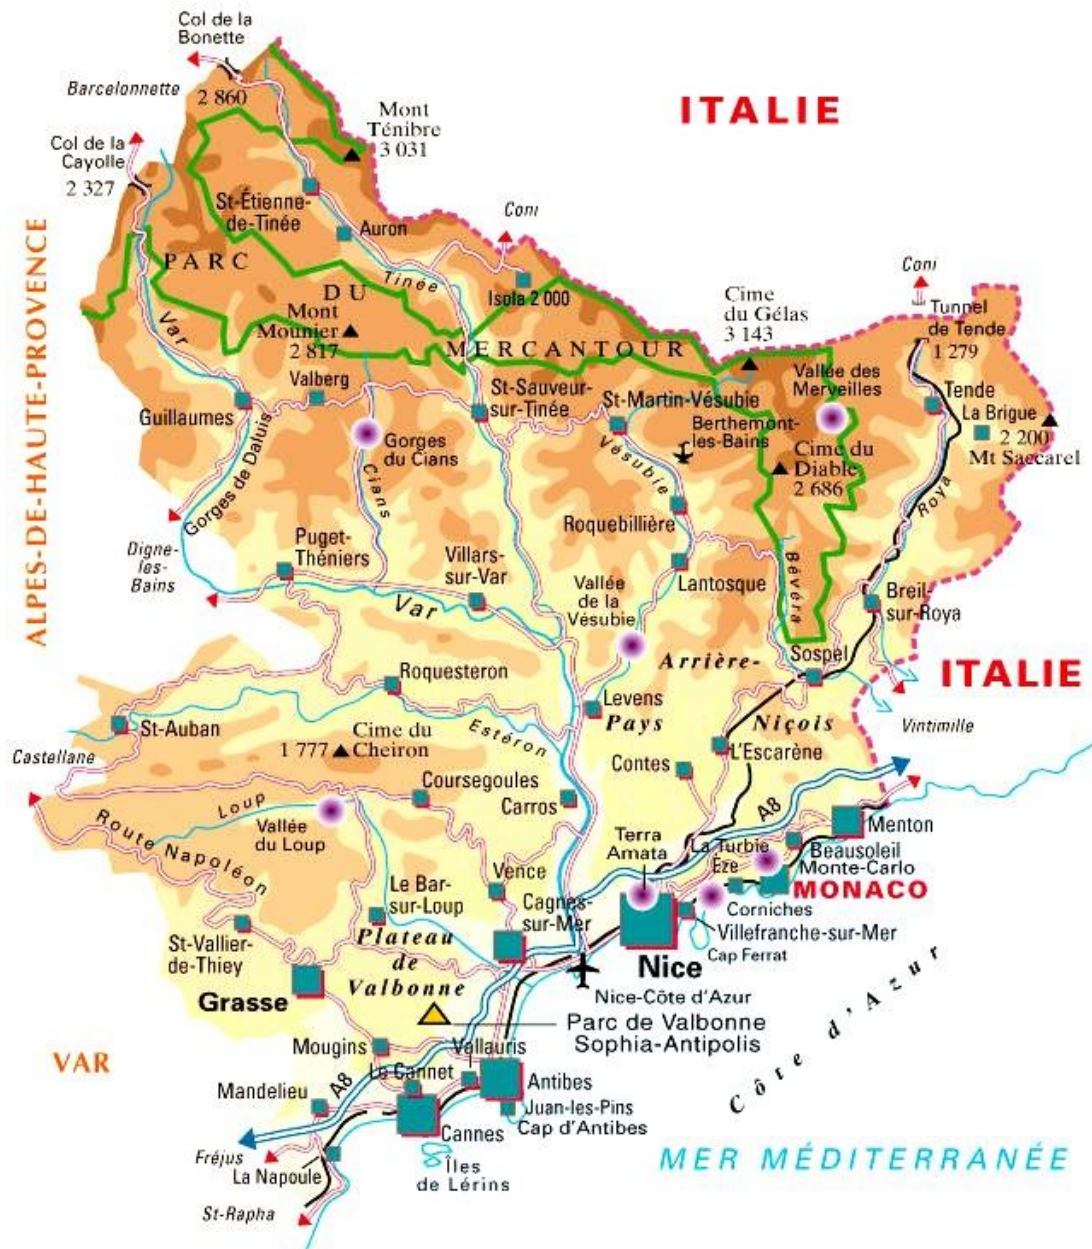 Col de la
Bonette
Barcelonnette
2 860
Mont
Ténibre
3 031
ITALIE
Col de la
Cayolle
2 327
St-Étienne-
de-Tinée
Auron
Coni
ALPES-DE-HAUTE-PROVENCE
PARC
DU
MERCANTOUR
Tinée
Isola 2 000
Coni
Tunnel
de Tende
1 279
Cime
du Gélas
3 143
Var
Mont
Mounier
2 817
Valberg
Guillaumes
St-Sauveur-
sur-Tinée
St-Martin-Vésubie
Berthemont-
les-Bains
Vallée des
Merveilles
Tende
La Brigue
2 200
Mt Saccarel
Gorges de Daluis
Gorges
du Cians
Cians
Vésubie
Cime du
Diable
2 686
Roya
Digne-
les-
Bains
Puget-
Théniers
Villars-
sur-Var
Roquebillière
Lantosque
Bévéra
Breil-
sur-Roya
Var
Vallée
de la
Vésubie
Arrière-
Pays
Niçois
Sospel
ITALIE
Roquesteron
Levens
Vintimille
St-Auban
Castellane
1 777
Cime du
Cheiron
Estéron
L'Escarène
Contes
Coursegoules
Carros
Loup
Route Napoléon
Vallée
du Loup
Terra
Amata
A8
La Turbie
Èze
Menton
Beausoleil
Monte-Carlo
MONACO
Vence
Le Bar-
sur-Loup
Cagnes-
sur-Mer
Corniches
Villefranche-sur-Mer
Cap Ferrat
St-Vallier-
de-Thiey
Plateau
de
Valbonne
Nice
Grasse
Nice-Côte d'Azur
Parc de Valbonne
Sophia-Antipolis
Côte d'Azur
VAR
Mougins
Vallauris
Le Cannet
A8
Mandelieu
Antibes
Juan-les-Pins
Cap d'Antibes
Cannes
Fréjus
La Napoule
Îles
de Lérins
MER MÉDITERRANÉE
St-Rapha